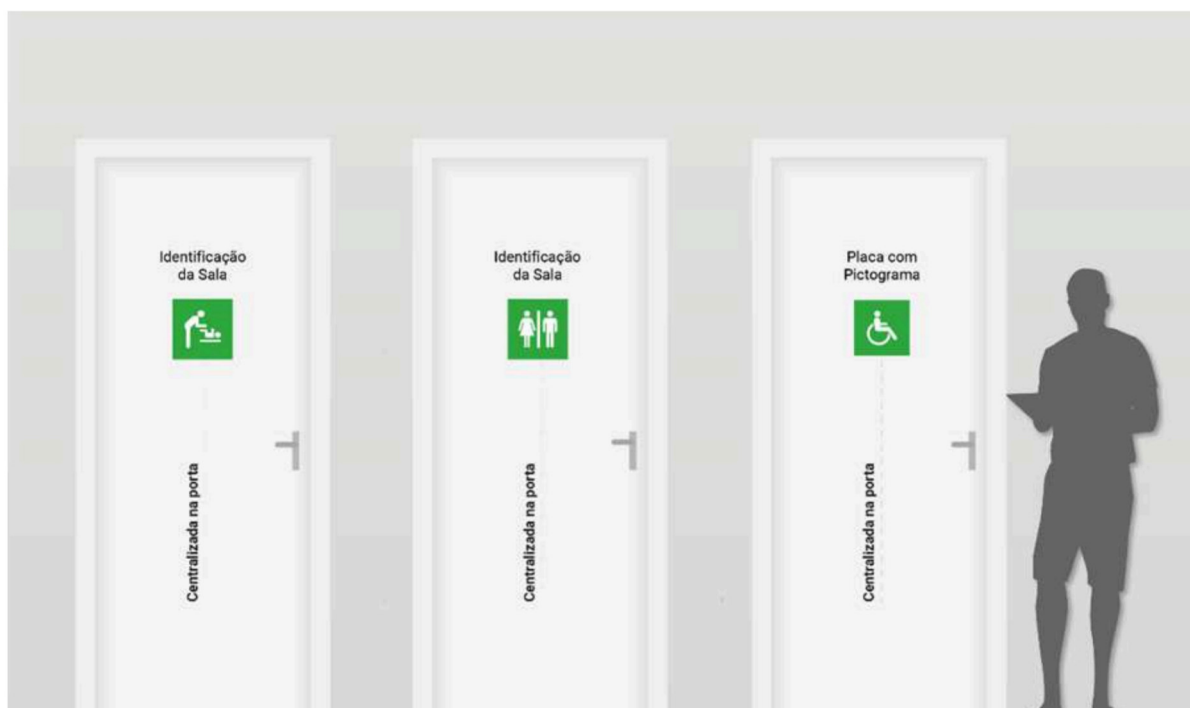 Identificação
da Sala
Centralizada na porta
Identificação
da Sala
Centralizada na porta
Placa com
Pictograma
Centralizada na porta